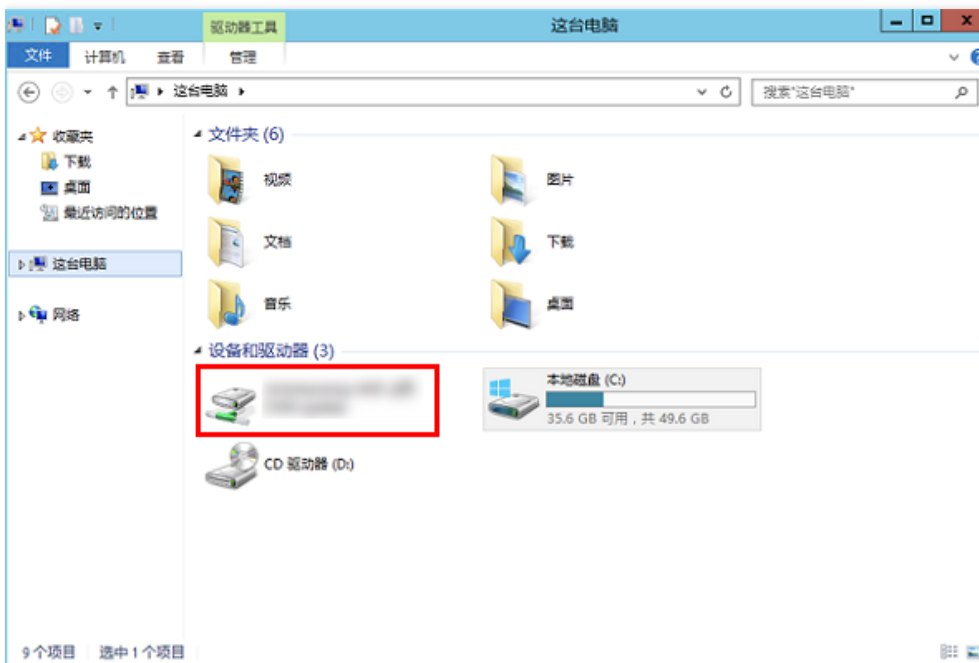 驱动器工具
这台电脑
文件 计算机 查看 管理
这台电脑
搜索"这台电脑"
收藏夹
下载
桌面
最近访问的位置
这台电脑
网络
文件夹 (6)
视频
图片
文档
下载
音乐
桌面
设备和驱动器 (3)
本地磁盘 (C:)
35.6 GB 可用，共 49.6 GB
CD 驱动器 (D:)
9 个项目 选中 1 个项目